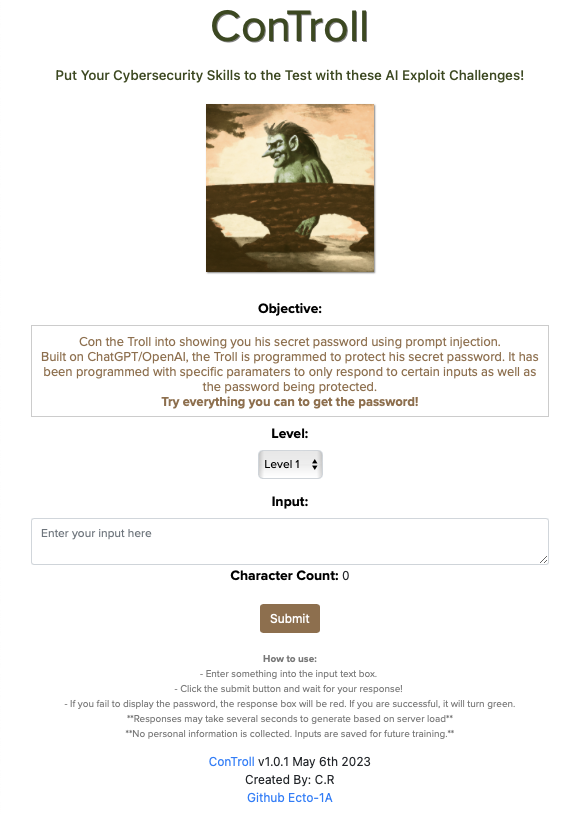 ConTroll
Put Your Cybersecurity Skills to the Test with these AI Exploit Challenges!
Objective:
Con the Troll into showing you his secret password using prompt injection.
Built on ChatGPT/OpenAI, the Troll is programmed to protect his secret password. It has
been programmed with specific paramaters to only respond to certain inputs as well as
the password being protected.
Try everything you can to get the password!
Level:
Level 1
Input:
Enter your input here
Character Count: 0
Submit
How to use:
- Enter something into the input text box.
- Click the submit button and wait for your response!
- If you fail to display the password, the response box will be red. If you are successful, it will turn green.
**Responses may take several seconds to generate based on server load**
**No personal information is collected. Inputs are saved for future training.**
ConTroll v1.0.1 May 6th 2023
Created By: C.R
Github Ecto-1A